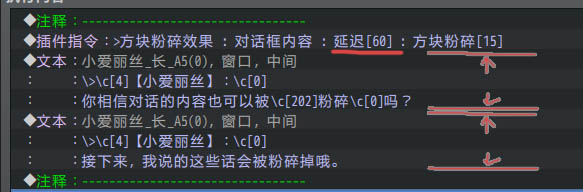 ◆注释：--------------------------------
◆插件指令：>方块粉碎效果 : 对话框内容 : 延迟[60] : 方块粉碎[15]
◆文本：小爱丽丝_长_A5(0), 窗口, 中间
：　　：\>\c[4]【小爱丽丝】：\c[0]
：　　：你相信对话的内容也可以被\c[202]粉碎\c[0]吗？
◆文本：小爱丽丝_长_A5(0), 窗口, 中间
：　　：\>\c[4]【小爱丽丝】：\c[0]
：　　：接下来，我说的这些话会被粉碎掉哦。
◆注释：--------------------------------